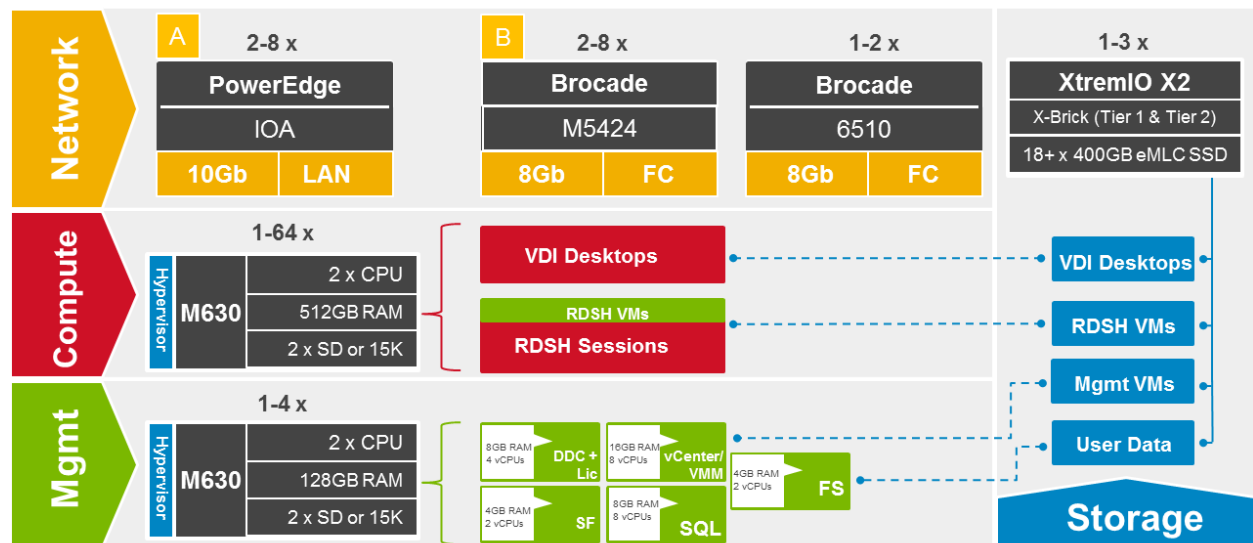 Network
A
2-8 x
PowerEdge
IOA
10Gb LAN
B
2-8 x
Brocade
M5424
8Gb FC
1-2 x
Brocade
6510
8Gb FC
1-3 x
XtremIO X2
X-Brick (Tier 1 & Tier 2)
18+ x 400GB eMLC SSD
Compute
1-64 x
Hypervisor
M630
2 x CPU
512GB RAM
2 x SD or 15K
VDI Desktops
RDSH VMs
RDSH Sessions
VDI Desktops
RDSH VMs
Mgmt VMs
User Data
Storage
Mgmt
1-4 x
Hypervisor
M630
2 x CPU
128GB RAM
2 x SD or 15K
8GB RAM
4 vCPUs
DDC +
Lic
16GB RAM
8 vCPUs
vCenter/
VMM
4GB RAM
2 vCPUs
SF
8GB RAM
8 vCPUs
SQL
4GB RAM
2 vCPUs
FS